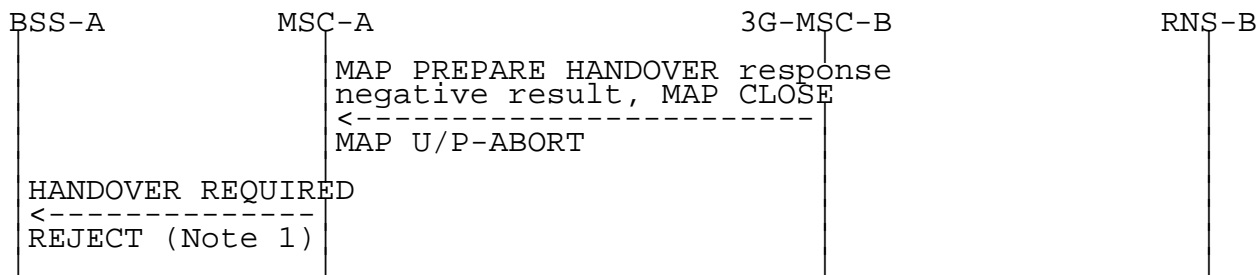 BSS-A MSC-A 3G-MSC-B RNS-B
MAP PREPARE HANDOVER response
negative result, MAP CLOSE
<------------------------
MAP U/P-ABORT
HANDOVER REQUIRED
<--------------
REJECT (Note 1)